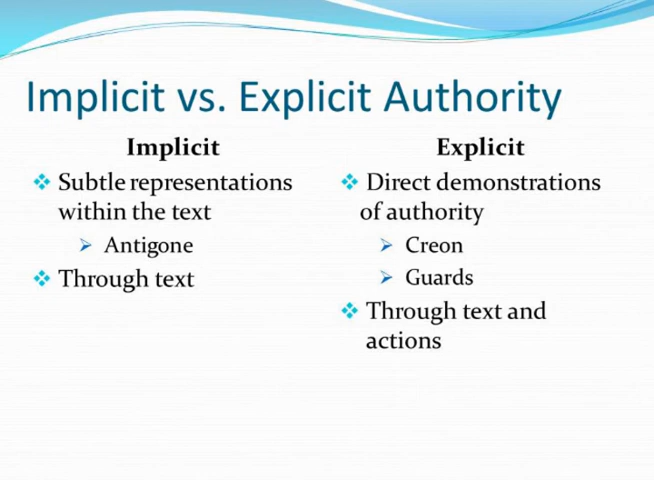 Implicit vs. Explicit Authority
Implicit
❖ Subtle representations
within the text
➢ Antigone
❖ Through text
Explicit
❖ Direct demonstrations
of authority
➢ Creon
➢ Guards
❖ Through text and
actions